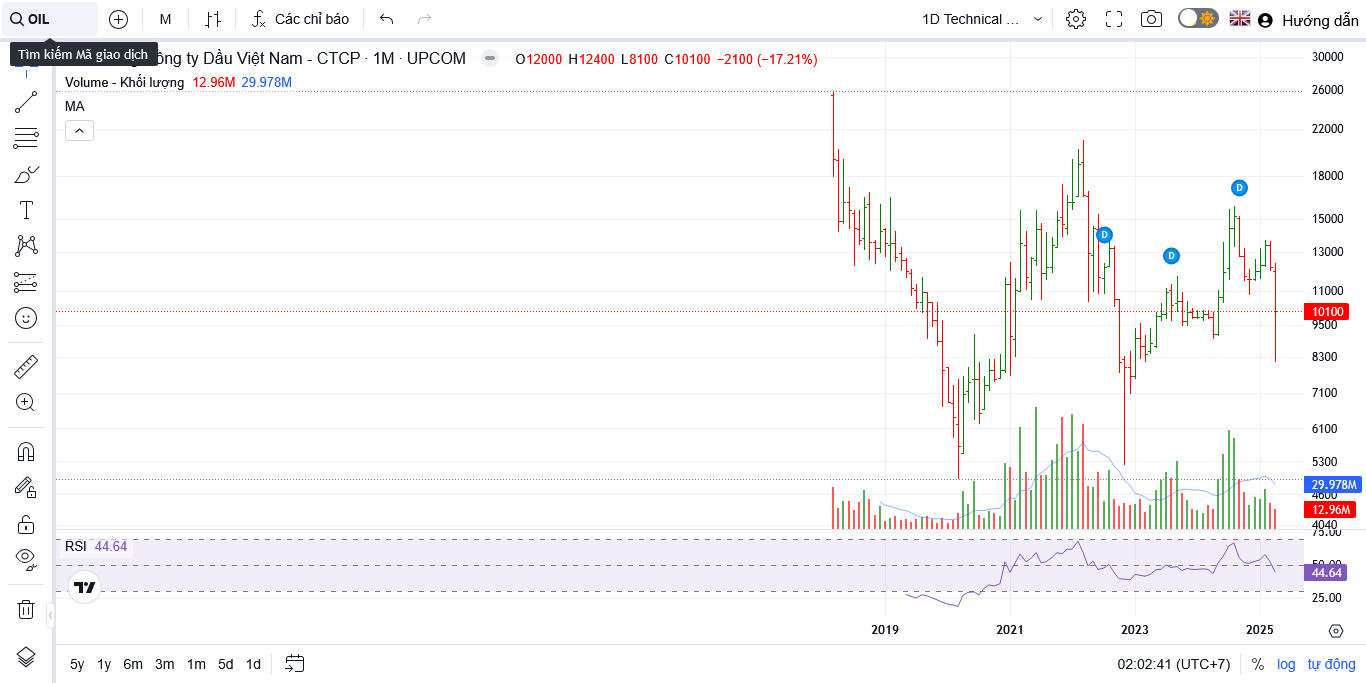 OIL
M
Các chỉ báo
1D Technical ...
Hướng dẫn
Tìm kiếm Mã giao dịch
ông ty Dầu Việt Nam - CTCP · 1M · UPCOM
O12000 H12400 L8100 C10100 −2100 (−17.21%)
Volume - Khối lượng 12.96M 29.978M
MA
30000
26000
22000
18000
D
15000
D
13000
D
11000
10100
9500
8300
7100
6100
5300
29.978M
4600
12.96M
4040
75.00
RSI 44.64
50.00
44.64
25.00
2019 2021 2023 2025
5y 1y 6m 3m 1m 5d 1d
02:02:41 (UTC+7) % log tự động